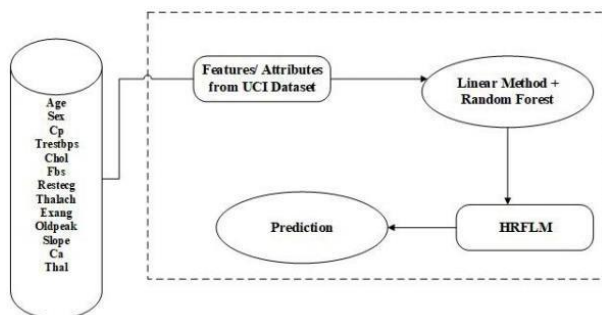 Age
Sex
Cp
Trestbps
Chol
Fbs
Restecg
Thalach
Exang
Oldpeak
Slope
Ca
Thal
Features/ Attributes
from UCI Dataset
Linear Method +
Random Forest
HRFLM
Prediction